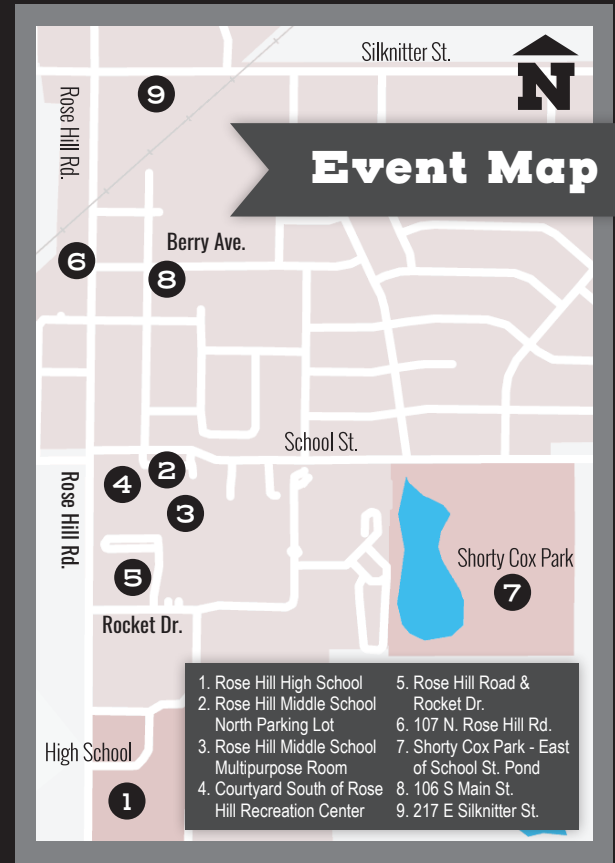 Silknitter St.
N
9
Rose Hill Rd.
Event Map
Berry Ave.
6
8
School St.
2
4
3
Rose Hill Rd.
Shorty Cox Park
5
7
Rocket Dr.
High School
1
1. Rose Hill High School
2. Rose Hill Middle School
North Parking Lot
3. Rose Hill Middle School
Multipurpose Room
4. Courtyard South of Rose
Hill Recreation Center
5. Rose Hill Road &
Rocket Dr.
6. 107 N. Rose Hill Rd.
7. Shorty Cox Park - East
of School St. Pond
8. 106 S Main St.
9. 217 E Silknitter St.